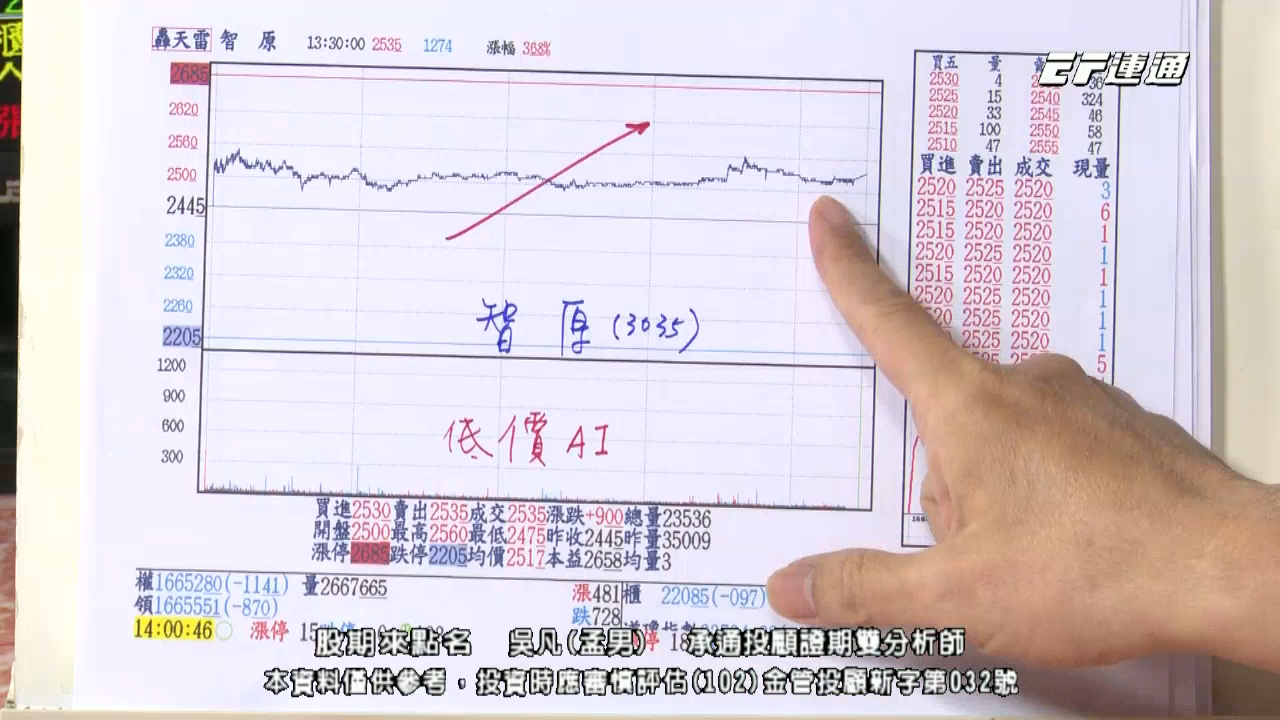 轟天雷 智 原 13:30:00 2535 1274 漲幅 3.68%
2685
2620
2560
2500
2445
2380
2320
2260
2205
1200
900
600
300
智 原 (3035)
低價 AI
運通
買五 量
2530 4 36
2525 15 2540 324
2520 33 2545 46
2515 100 2550 58
2510 47 2555 47
買進 賣出 成交 現量
2520 2525 2520 3
2515 2520 2520 6
2515 2520 2520 1
2520 2525 2520 1
2515 2520 2520 1
2520 2525 2520 1
2520 2525 2520 1
2520 2525 2520 1
5
買進2530賣出2535成交2535漲跌+900總量23536
開盤2500最高2560最低2475昨收2445昨量35009
漲停2685跌停2205均價2517本益2658均量3
權1665280(-1141) 量2667665 漲481 櫃 22085(-097)
領1665551(-870) 跌728
14:00:46 漲停 15
股期來點名 吳凡(孟男) 承通投顧證期雙分析師
本資料僅供參考，投資時應審慎評估(102)金管投顧新字第032號